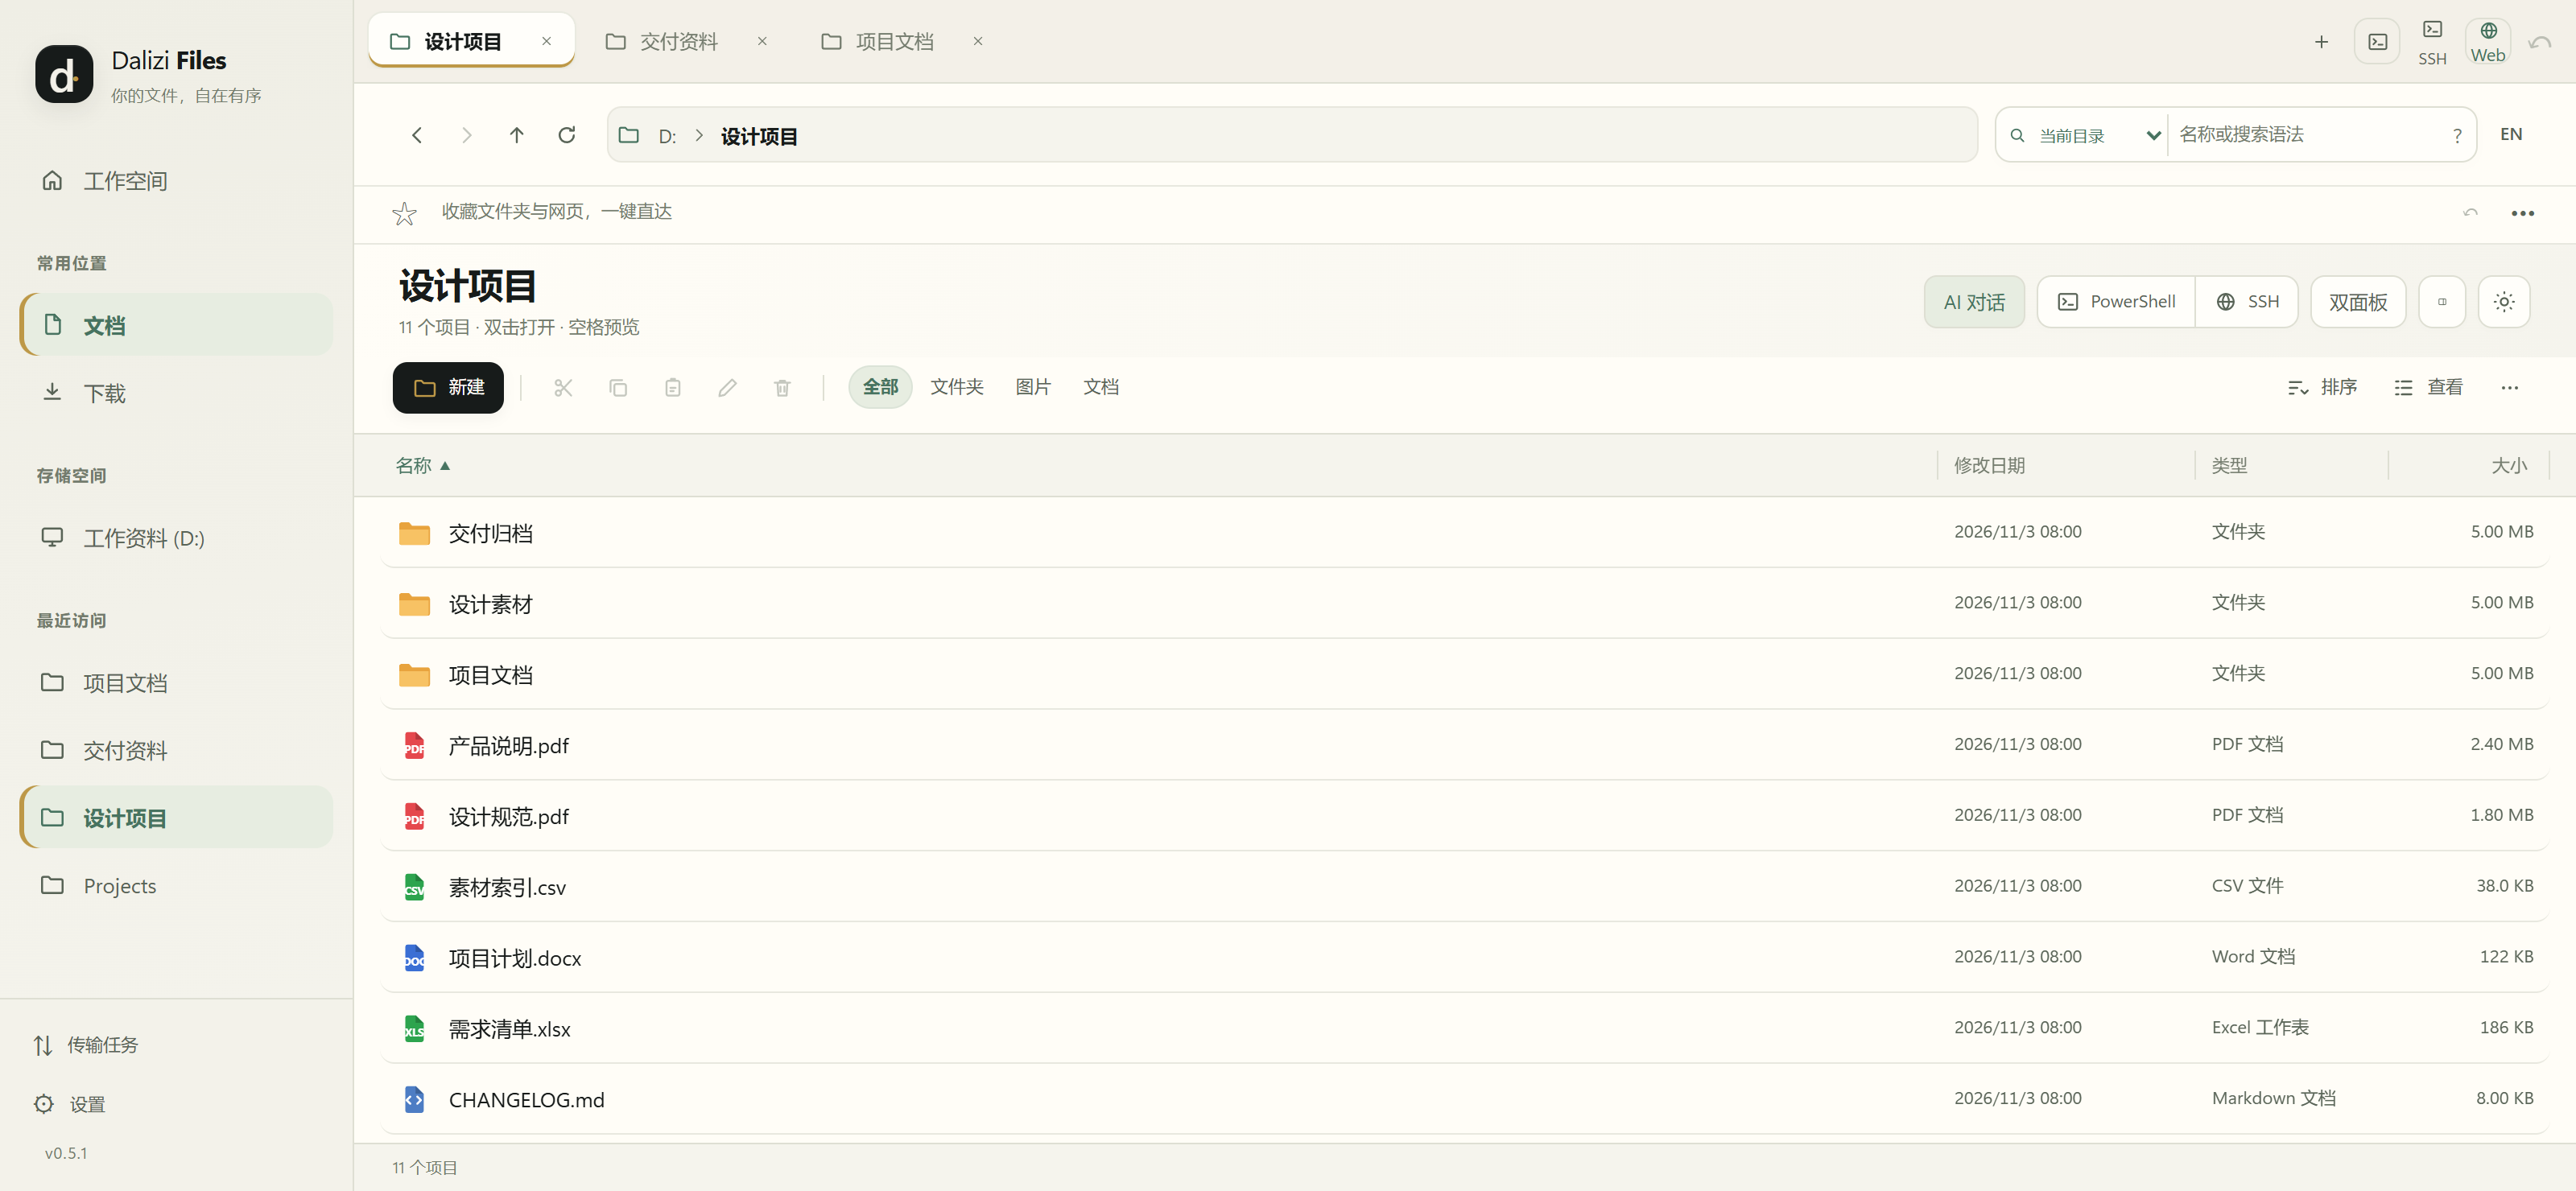 d.
Dalizi Files
你的文件，自在有序
工作空间
常用位置
文档
下载
存储空间
工作资料 (D:)
最近访问
项目文档
交付资料
设计项目
Projects
传输任务
设置
v0.5.1
设计项目 ×
交付资料 ×
项目文档 ×
+
SSH
Web
D: > 设计项目
当前目录
名称或搜索语法
?
EN
收藏文件夹与网页，一键直达
设计项目
11 个项目 · 双击打开 · 空格预览
AI 对话
PowerShell
SSH
双面板
新建
全部
文件夹
图片
文档
排序
查看
名称 ▲ 修改日期 类型 大小
交付归档 2026/11/3 08:00 文件夹 5.00 MB
设计素材 2026/11/3 08:00 文件夹 5.00 MB
项目文档 2026/11/3 08:00 文件夹 5.00 MB
PDF 产品说明.pdf 2026/11/3 08:00 PDF 文档 2.40 MB
PDF 设计规范.pdf 2026/11/3 08:00 PDF 文档 1.80 MB
CSV 素材索引.csv 2026/11/3 08:00 CSV 文件 38.0 KB
DOC 项目计划.docx 2026/11/3 08:00 Word 文档 122 KB
XLS 需求清单.xlsx 2026/11/3 08:00 Excel 工作表 186 KB
CHANGELOG.md 2026/11/3 08:00 Markdown 文档 8.00 KB
11 个项目